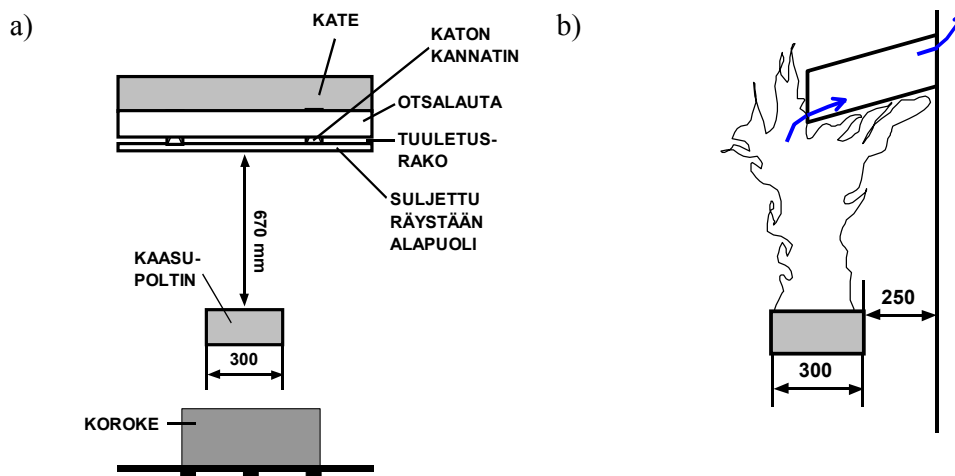 a)
KATE
KATON
KANNATIN
OTSALAUTA
TUULETUS-
RAKO
SULJETTU
RÄYSTÄÄN
ALAPUOLI
670 mm
KAASU-
POLTIN
300
KOROKE
b)
250
300